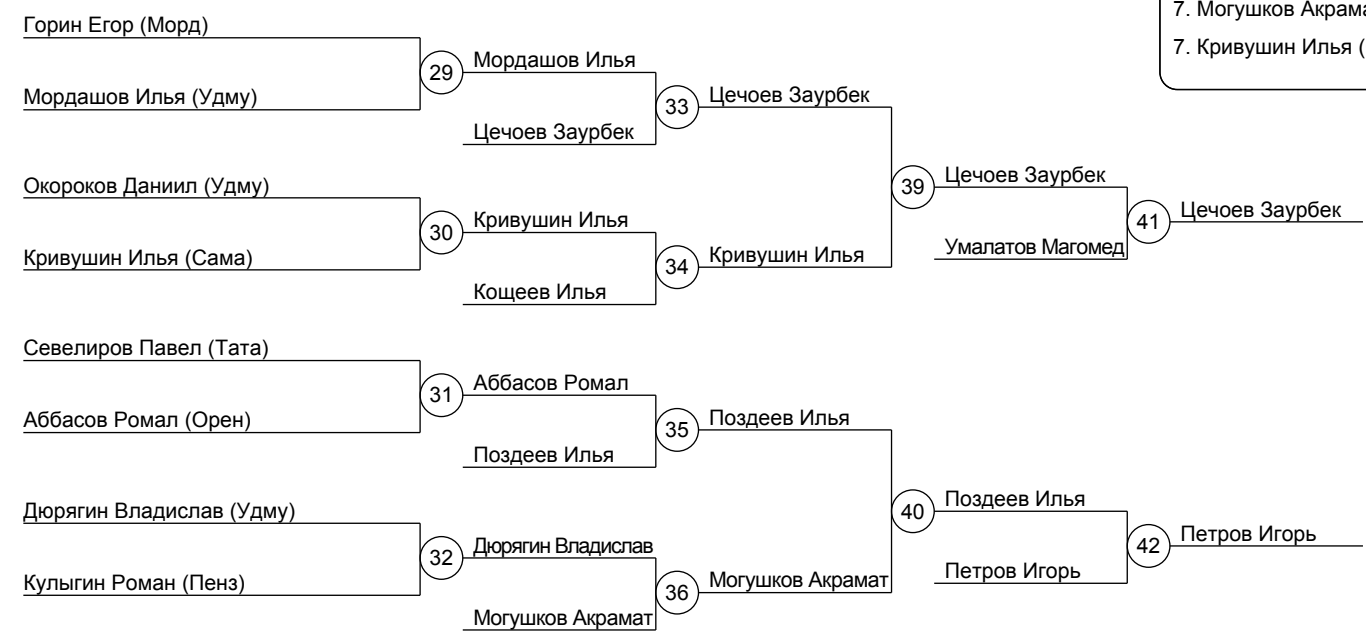 7. Могушков Акрама
Горин Егор (Морд)
7. Кривушин Илья (
29
Мордашов Илья
Мордашов Илья (Удму)
33
Цечоев Заурбек
Цечоев Заурбек
Окороков Даниил (Удму)
39
Цечоев Заурбек
30
Кривушин Илья
41
Цечоев Заурбек
Кривушин Илья (Сама)
34
Кривушин Илья
Умалатов Магомед
Кощеев Илья
Севелиров Павел (Тата)
31
Аббасов Ромал
Аббасов Ромал (Орен)
35
Поздеев Илья
Поздеев Илья
Дюрягин Владислав (Удму)
40
Поздеев Илья
32
Дюрягин Владислав
42
Петров Игорь
Кулыгин Роман (Пенз)
36
Могушков Акрамат
Петров Игорь
Могушков Акрамат